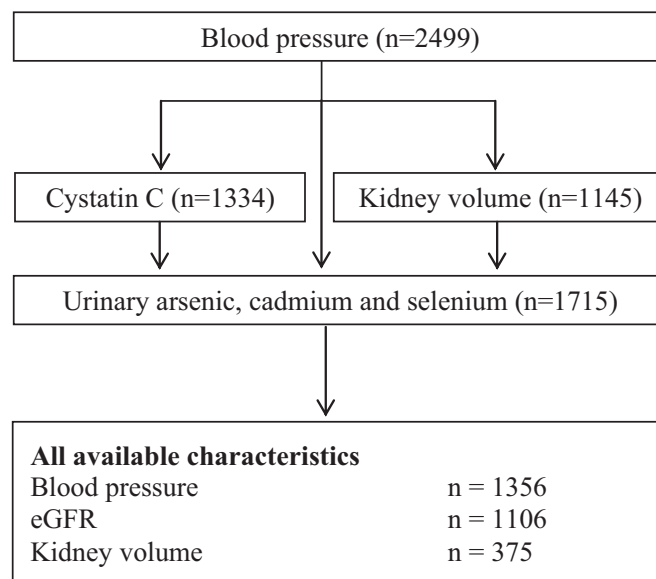 Blood pressure (n=2499)
Cystatin C (n=1334)
Kidney volume (n=1145)
Urinary arsenic, cadmium and selenium (n=1715)
All available characteristics
Blood pressure n = 1356
eGFR n = 1106
Kidney volume n = 375